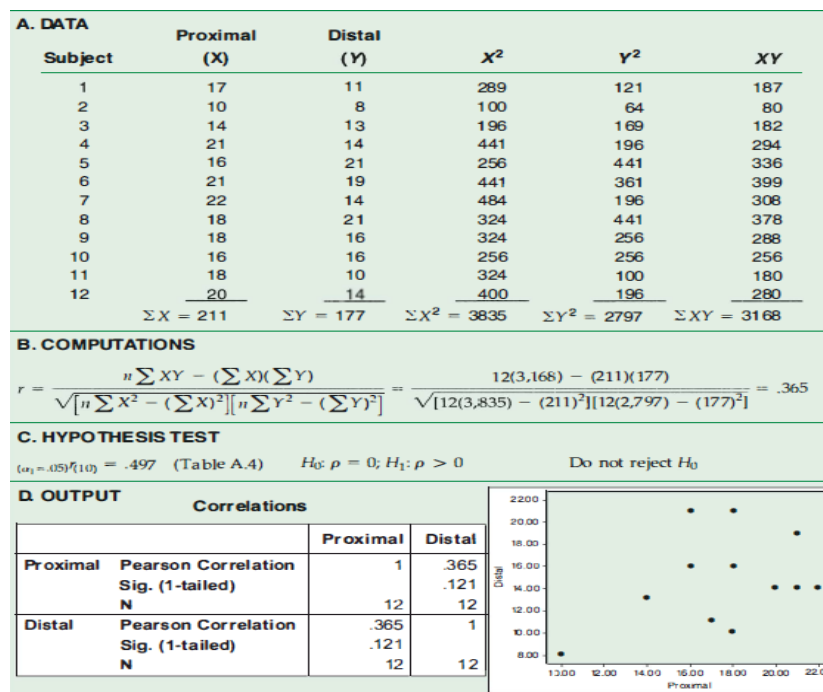 A. DATA
Proximal Distal
Subject (X) (Y) X² Y² XY
1 17 11 289 121 187
2 10 8 100 64 80
3 14 13 196 169 182
4 21 14 441 196 294
5 16 21 256 441 336
6 21 19 441 361 399
7 22 14 484 196 308
8 18 21 324 441 378
9 18 16 324 256 288
10 16 16 256 256 256
11 18 10 324 100 180
12 20 14 400 196 280
ΣX = 211 ΣY = 177 ΣX² = 3835 ΣY² = 2797 ΣXY = 3168
B. COMPUTATIONS
r = n∑XY − (∑X)(∑Y) / √[n∑X² − (∑X)²][n∑Y² − (∑Y)²] = 12(3,168) − (211)(177) / √[12(3,835) − (211)²][12(2,797) − (177)²] = .365
C. HYPOTHESIS TEST
(α₁=.05)r(10) = .497 (Table A.4) H₀: ρ = 0; H₁: ρ > 0 Do not reject H₀
D. OUTPUT
Correlations
Proximal Distal
Proximal Pearson Correlation 1 .365
Sig. (1-tailed) .121
N 12 12
Distal Pearson Correlation .365 1
Sig. (1-tailed) .121
N 12 12
22.00
20.00
18.00
16.00
14.00
12.00
10.00
8.00
Distal
12.00 14.00 16.00 18.00 20.00
Proximal